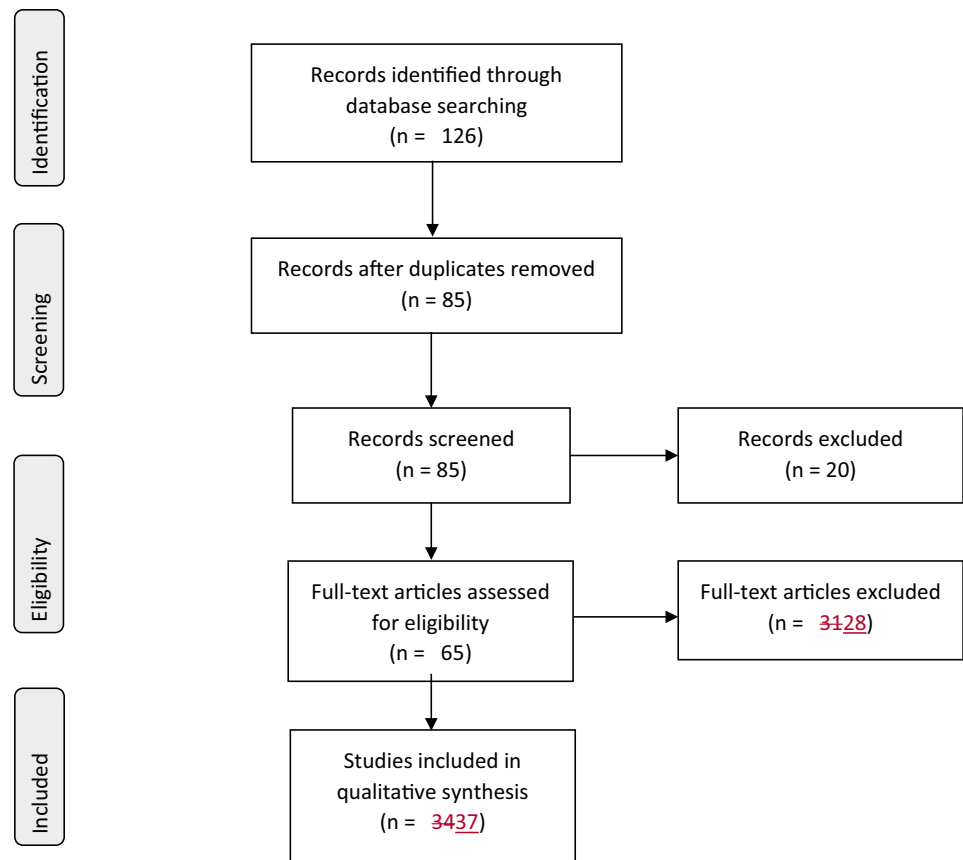 Identification
Records identified through
database searching
(n = 126)
Screening
Records after duplicates removed
(n = 85)
Records screened
(n = 85)
Records excluded
(n = 20)
Eligibility
Full-text articles assessed
for eligibility
(n = 65)
Full-text articles excluded
(n = 3128)
Included
Studies included in
qualitative synthesis
(n = 3437)